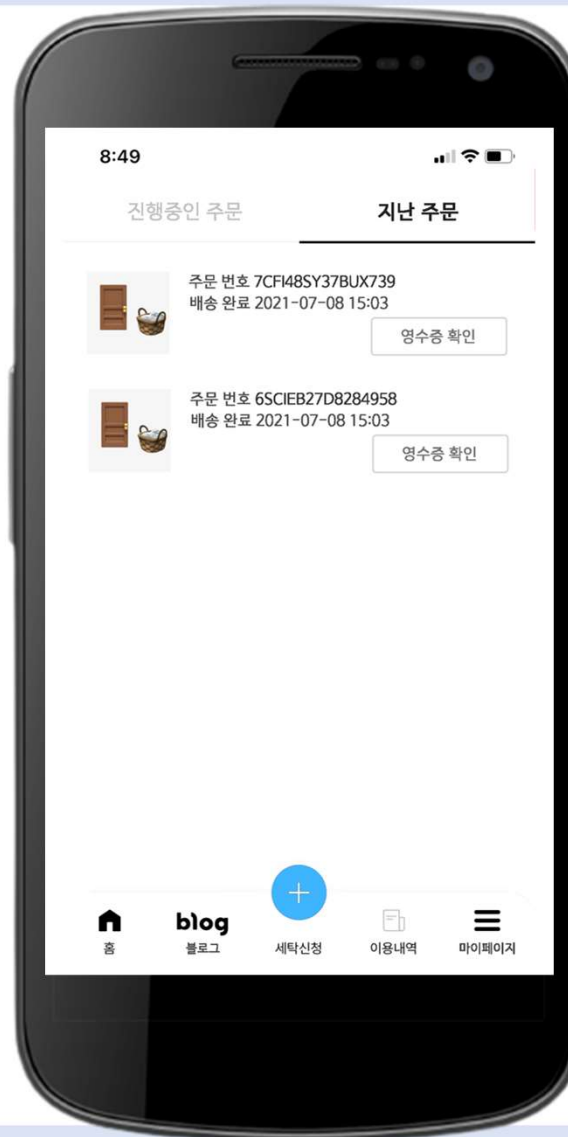 8:49
진행중인 주문
지난 주문
주문 번호 7CFI48SY37BUX739
배송 완료 2021-07-08 15:03
영수증 확인
주문 번호 6SCIEB27D8284958
배송 완료 2021-07-08 15:03
영수증 확인
blog
홈
블로그
세탁신청
이용내역
마이페이지